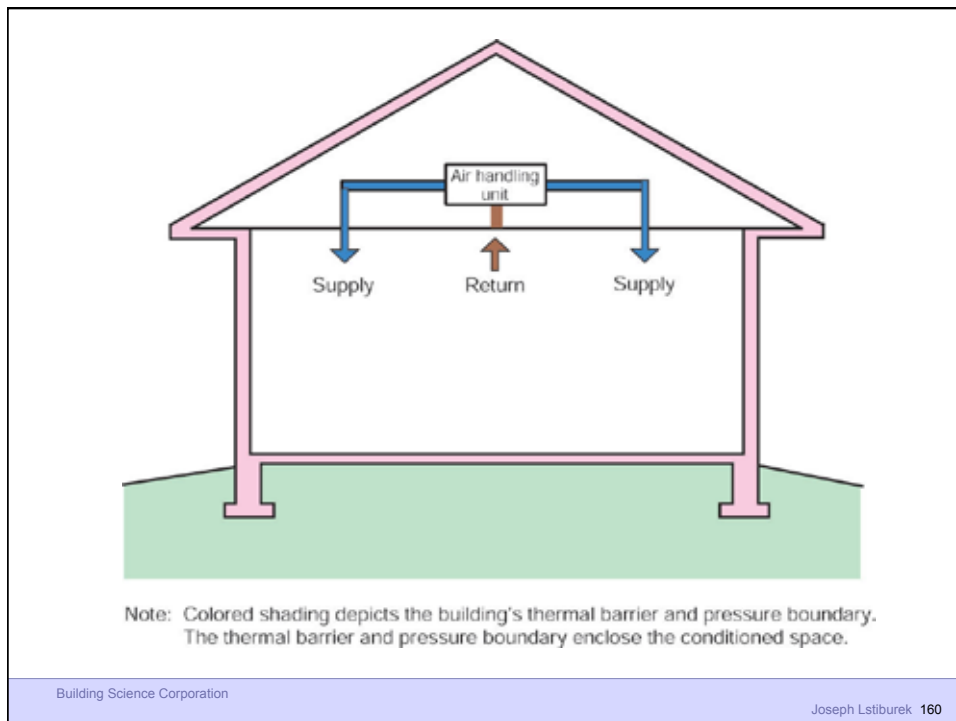 Air handling
unit
Supply
Return
Supply
Note: Colored shading depicts the building's thermal barrier and pressure boundary.
The thermal barrier and pressure boundary enclose the conditioned space.
Building Science Corporation
Joseph Lstiburek 160